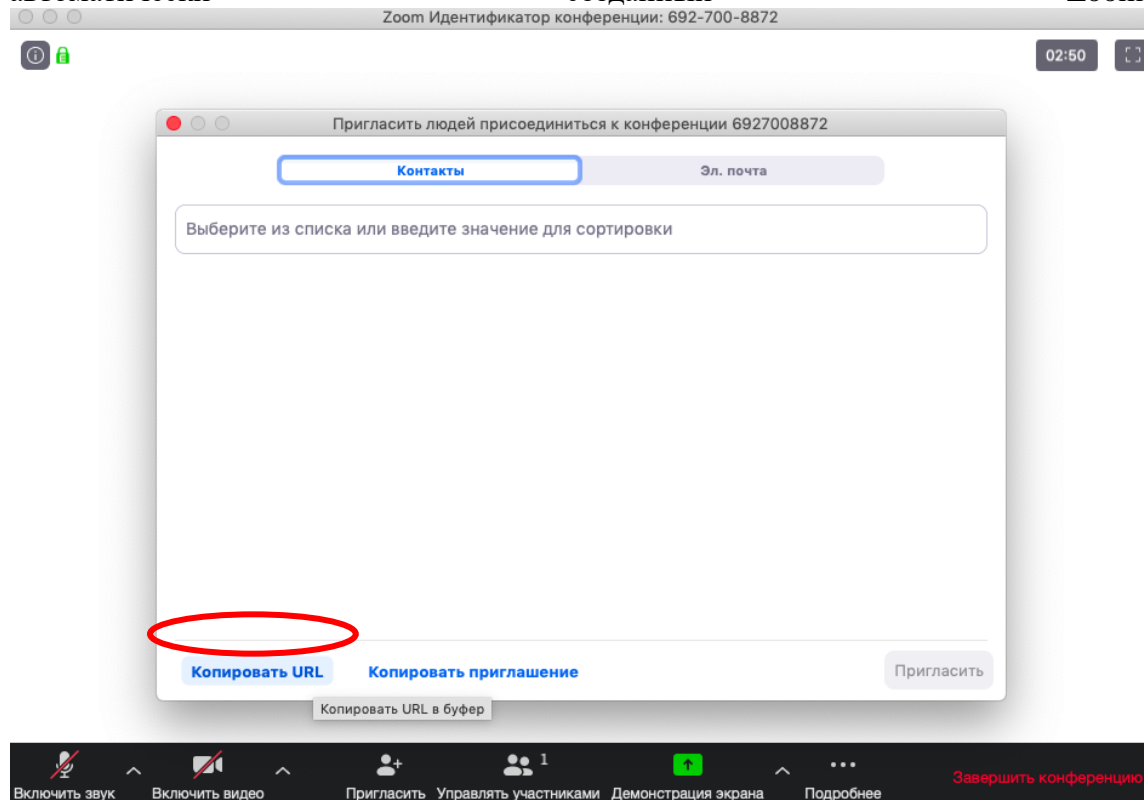 Zoom Идентификатор конференции: 692-700-8872
02:50
Пригласить людей присоединиться к конференции 6927008872
Контакты Эл. почта
Выберите из списка или введите значение для сортировки
Копировать URL Копировать приглашение Пригласить
Копировать URL в буфер
1
Включить звук Включить видео Пригласить Управлять участниками Демонстрация экрана Подробнее Завершить конференцию